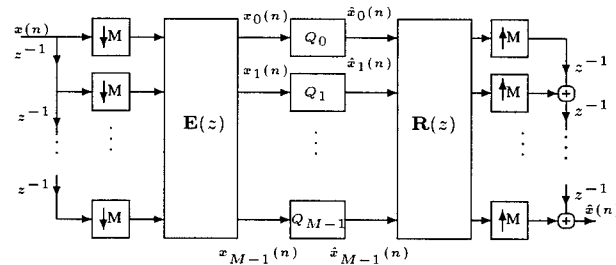 x(n) ↓M x_0(n) Q_0 x̂_0(n) ↑M
z^{-1} z^{-1}
↓M x_1(n) Q_1 x̂_1(n) ↑M +
z^{-1} E(z) R(z) z^{-1}
z^{-1} z^{-1}
↓M Q_{M-1} ↑M + x̂(n
x_{M-1}(n) x̂_{M-1}(n)